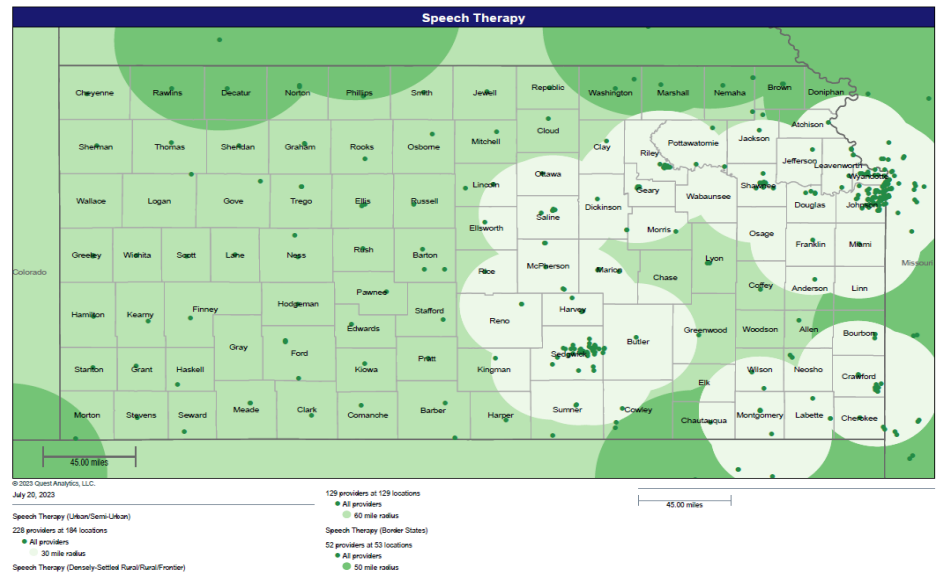 Speech Therapy
Cheyenne Rawlins Decatur Norton Phillips Smith Jewell Republic Washington Marshall Nemaha Brown Doniphan
Atchison
Sherman Thomas Sheridan Graham Rooks Osborne Mitchell Cloud Clay Riley Pottawatomie Jackson
Jefferson Leavenworth
Wyandotte
Wallace Logan Gove Trego Ellis Russell Lincoln Ottawa Geary Wabaunsee Shawnee
Saline Dickinson Douglas Johnson
Ellsworth Morris Osage
Franklin Miami
Greeley Wichita Scott Lane Ness Rush Barton
Colorado Rice McPherson Marion Chase Lyon Missouri
Coffey Anderson Linn
Hamilton Kearny Finney Hodgeman Pawnee Stafford Reno Harvey
Gray Ford Edwards Sedgwick Butler Greenwood Woodson Allen Bourbon
Stanton Grant Haskell Kiowa Pratt Kingman Elk Wilson Neosho Crawford
Morton Stevens Seward Meade Clark Comanche Barber Harper Sumner Cowley Chautauqua Montgomery Labette Cherokee
45.00 miles
© 2023 Quest Analytics, LLC.
July 20, 2023
Speech Therapy (Urban/Semi-Urban)
228 providers at 184 locations
All providers
30 mile radius
Speech Therapy (Densely-Settled Rural/Rural/Frontier)
129 providers at 129 locations
All providers
60 mile radius
Speech Therapy (Border States)
52 providers at 53 locations
All providers
50 mile radius
45.00 miles